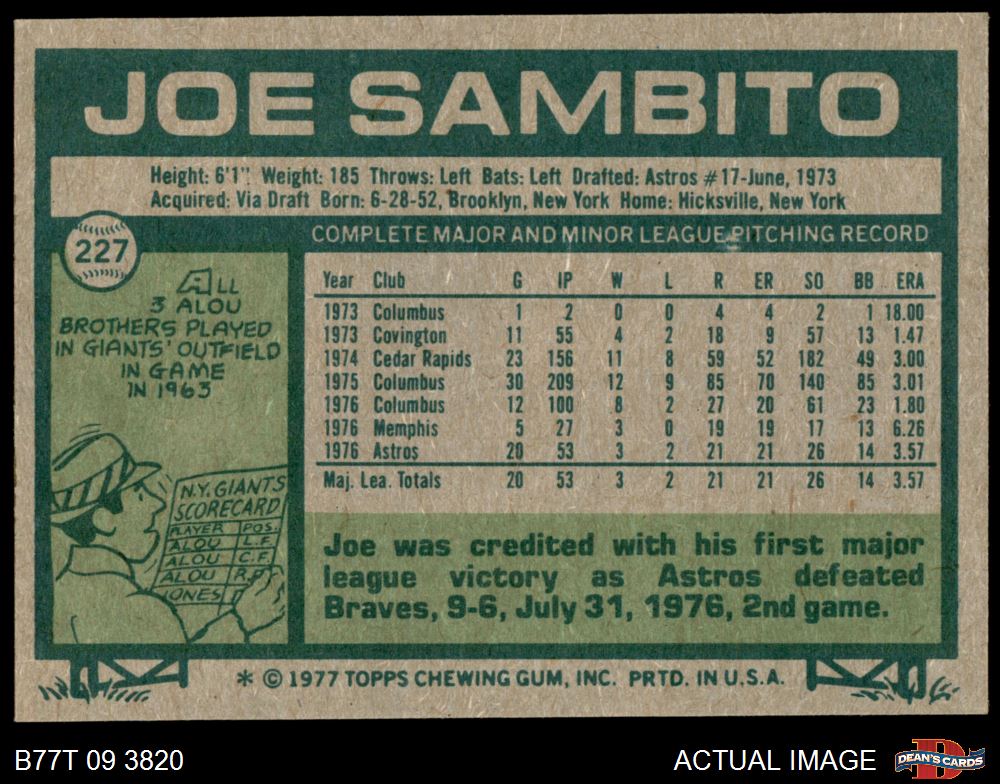 JOE SAMBITO
Height: 6'1" Weight: 185 Throws: Left Bats: Left Drafted: Astros #17-June, 1973
Acquired: Via Draft Born: 6-28-52, Brooklyn, New York Home: Hicksville, New York
227
COMPLETE MAJOR AND MINOR LEAGUE PITCHING RECORD
ALL
3 ALOU
BROTHERS PLAYED
IN GIANTS' OUTFIELD
IN GAME
IN 1963
N.Y. GIANTS
SCORECARD
PLAYER POS.
ALOU L.F.
ALOU C.F.
ALOU R.F.
JONES
Year Club G IP W L R ER SO BB ERA
1973 Columbus 1 2 0 0 4 4 2 1 18.00
1973 Covington 11 55 4 2 18 9 57 13 1.47
1974 Cedar Rapids 23 156 11 8 59 52 182 49 3.00
1975 Columbus 30 209 12 9 85 70 140 85 3.01
1976 Columbus 12 100 8 2 27 20 61 23 1.80
1976 Memphis 5 27 3 0 19 19 17 13 6.26
1976 Astros 20 53 3 2 21 21 26 14 3.57
Maj. Lea. Totals 20 53 3 2 21 21 26 14 3.57
Joe was credited with his first major
league victory as Astros defeated
Braves, 9-6, July 31, 1976, 2nd game.
* © 1977 TOPPS CHEWING GUM, INC. PRTD. IN U.S.A.
B77T 09 3820
ACTUAL IMAGE
DEAN'S CARDS